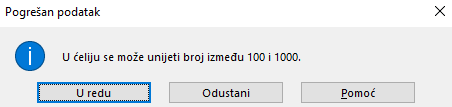 Pogrešan podatak
U ćeliju se može unijeti broj između 100 i 1000.
U redu
Odustani
Pomoć